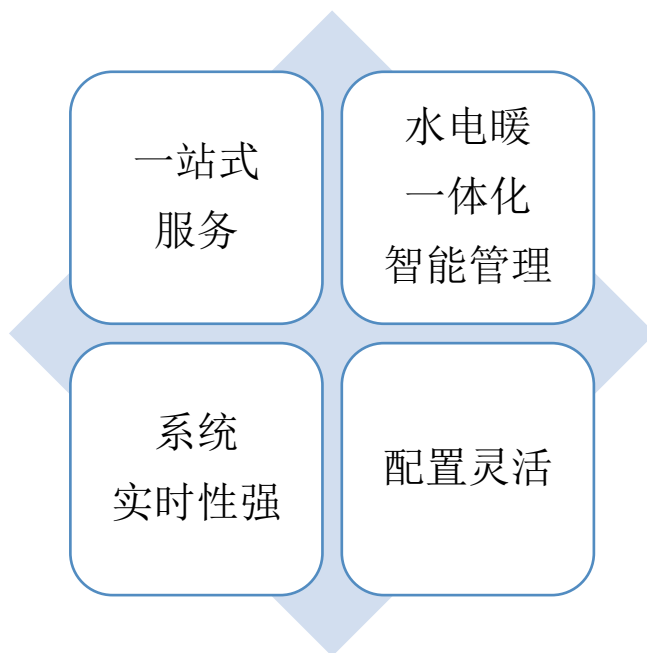 一站式
服务
水电暖
一体化
智能管理
系统
实时性强
配置灵活